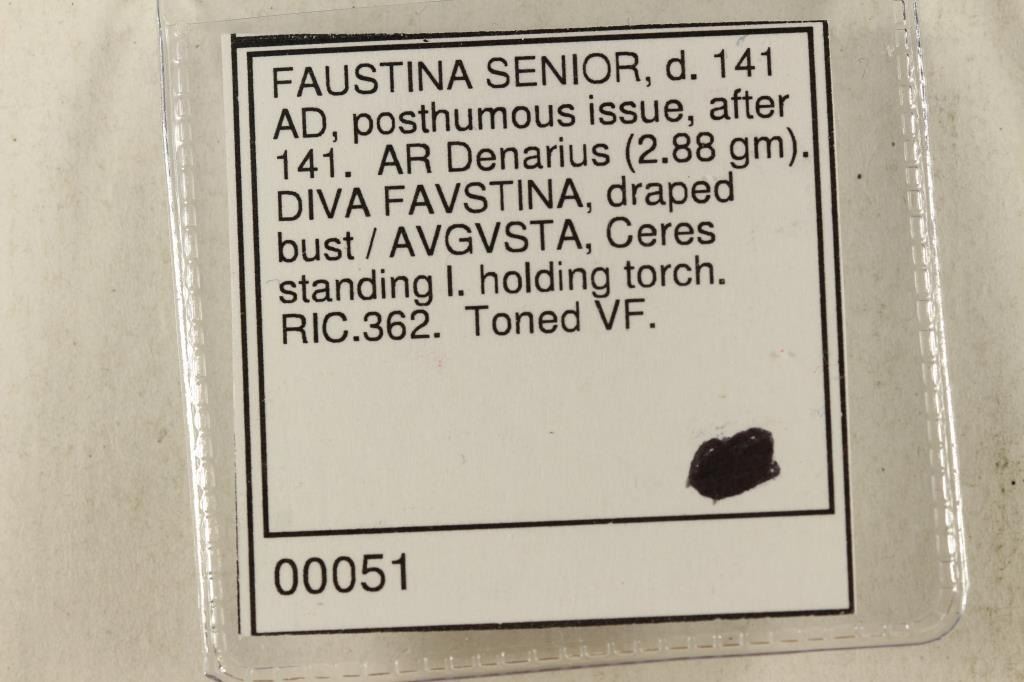 FAUSTINA SENIOR, d. 141
AD, posthumous issue, after
141. AR Denarius (2.88 gm).
DIVA FAVSTINA, draped
bust / AVGVSTA, Ceres
standing l. holding torch.
RIC.362. Toned VF.
00051